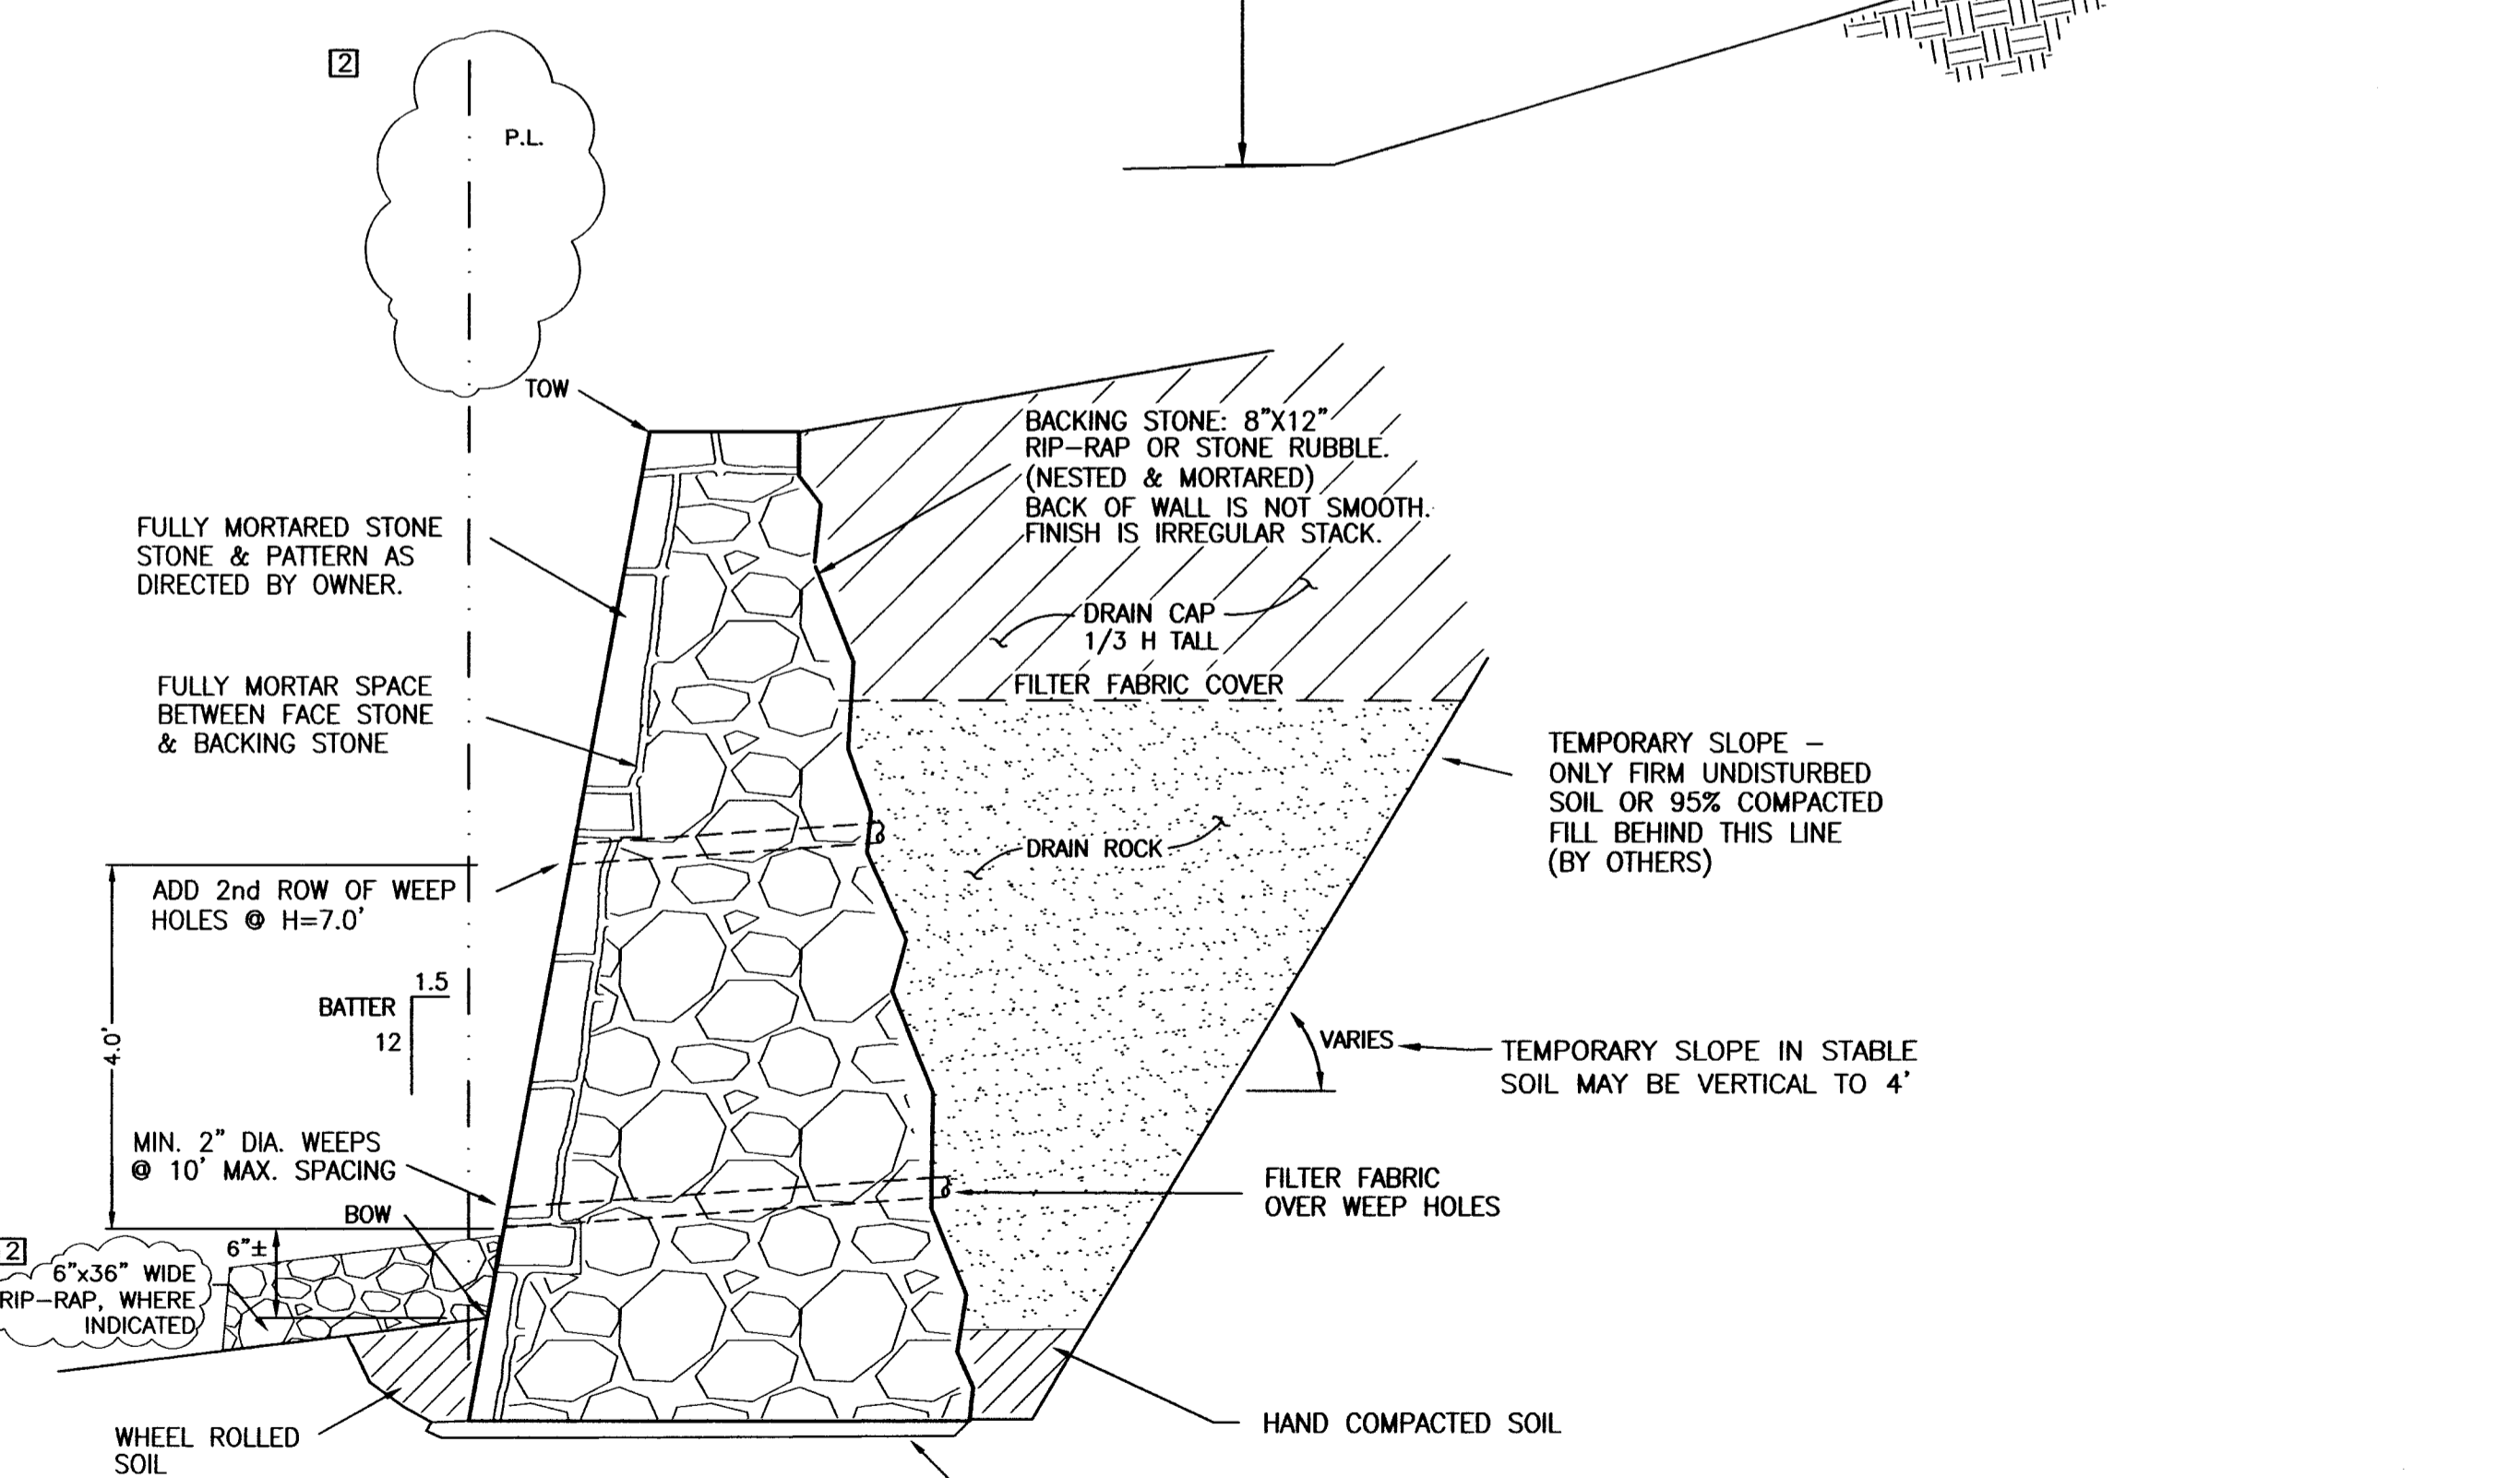 2
P.L.
TOW
BACKING STONE: 8"X12"
RIP-RAP OR STONE RUBBLE.
(NESTED & MORTARED)
BACK OF WALL IS NOT SMOOTH.
FINISH IS IRREGULAR STACK.
FULLY MORTARED STONE
STONE & PATTERN AS
DIRECTED BY OWNER.
DRAIN CAP
1/3 H TALL
FILTER FABRIC COVER
FULLY MORTAR SPACE
BETWEEN FACE STONE
& BACKING STONE
TEMPORARY SLOPE -
ONLY FIRM UNDISTURBED
SOIL OR 95% COMPACTED
FILL BEHIND THIS LINE
(BY OTHERS)
DRAIN ROCK
ADD 2nd ROW OF WEEP
HOLES @ H=7.0'
1.5
BATTER
12
4.0'
VARIES
TEMPORARY SLOPE IN STABLE
SOIL MAY BE VERTICAL TO 4'
MIN. 2" DIA. WEEPS
@ 10' MAX. SPACING
FILTER FABRIC
OVER WEEP HOLES
BOW
2
6"±
6"x36" WIDE
RIP-RAP, WHERE
INDICATED
WHEEL ROLLED
SOIL
HAND COMPACTED SOIL